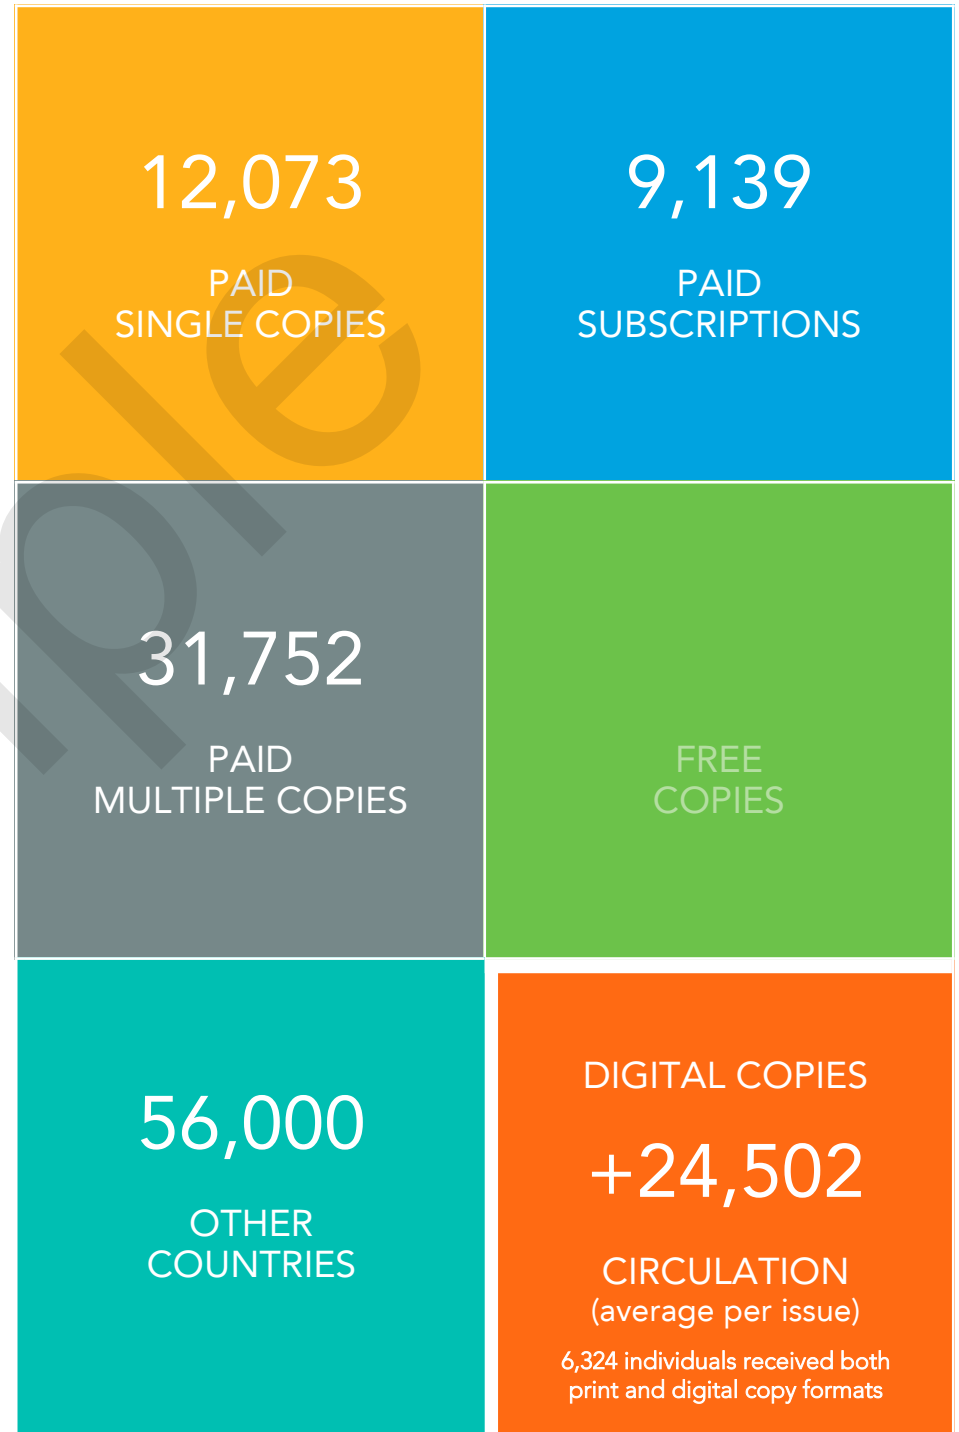 12,073
PAID
SINGLE COPIES
9,139
PAID
SUBSCRIPTIONS
31,752
PAID
MULTIPLE COPIES
FREE
COPIES
56,000
OTHER
COUNTRIES
DIGITAL COPIES
+24,502
CIRCULATION
(average per issue)
6,324 individuals received both
print and digital copy formats
ple